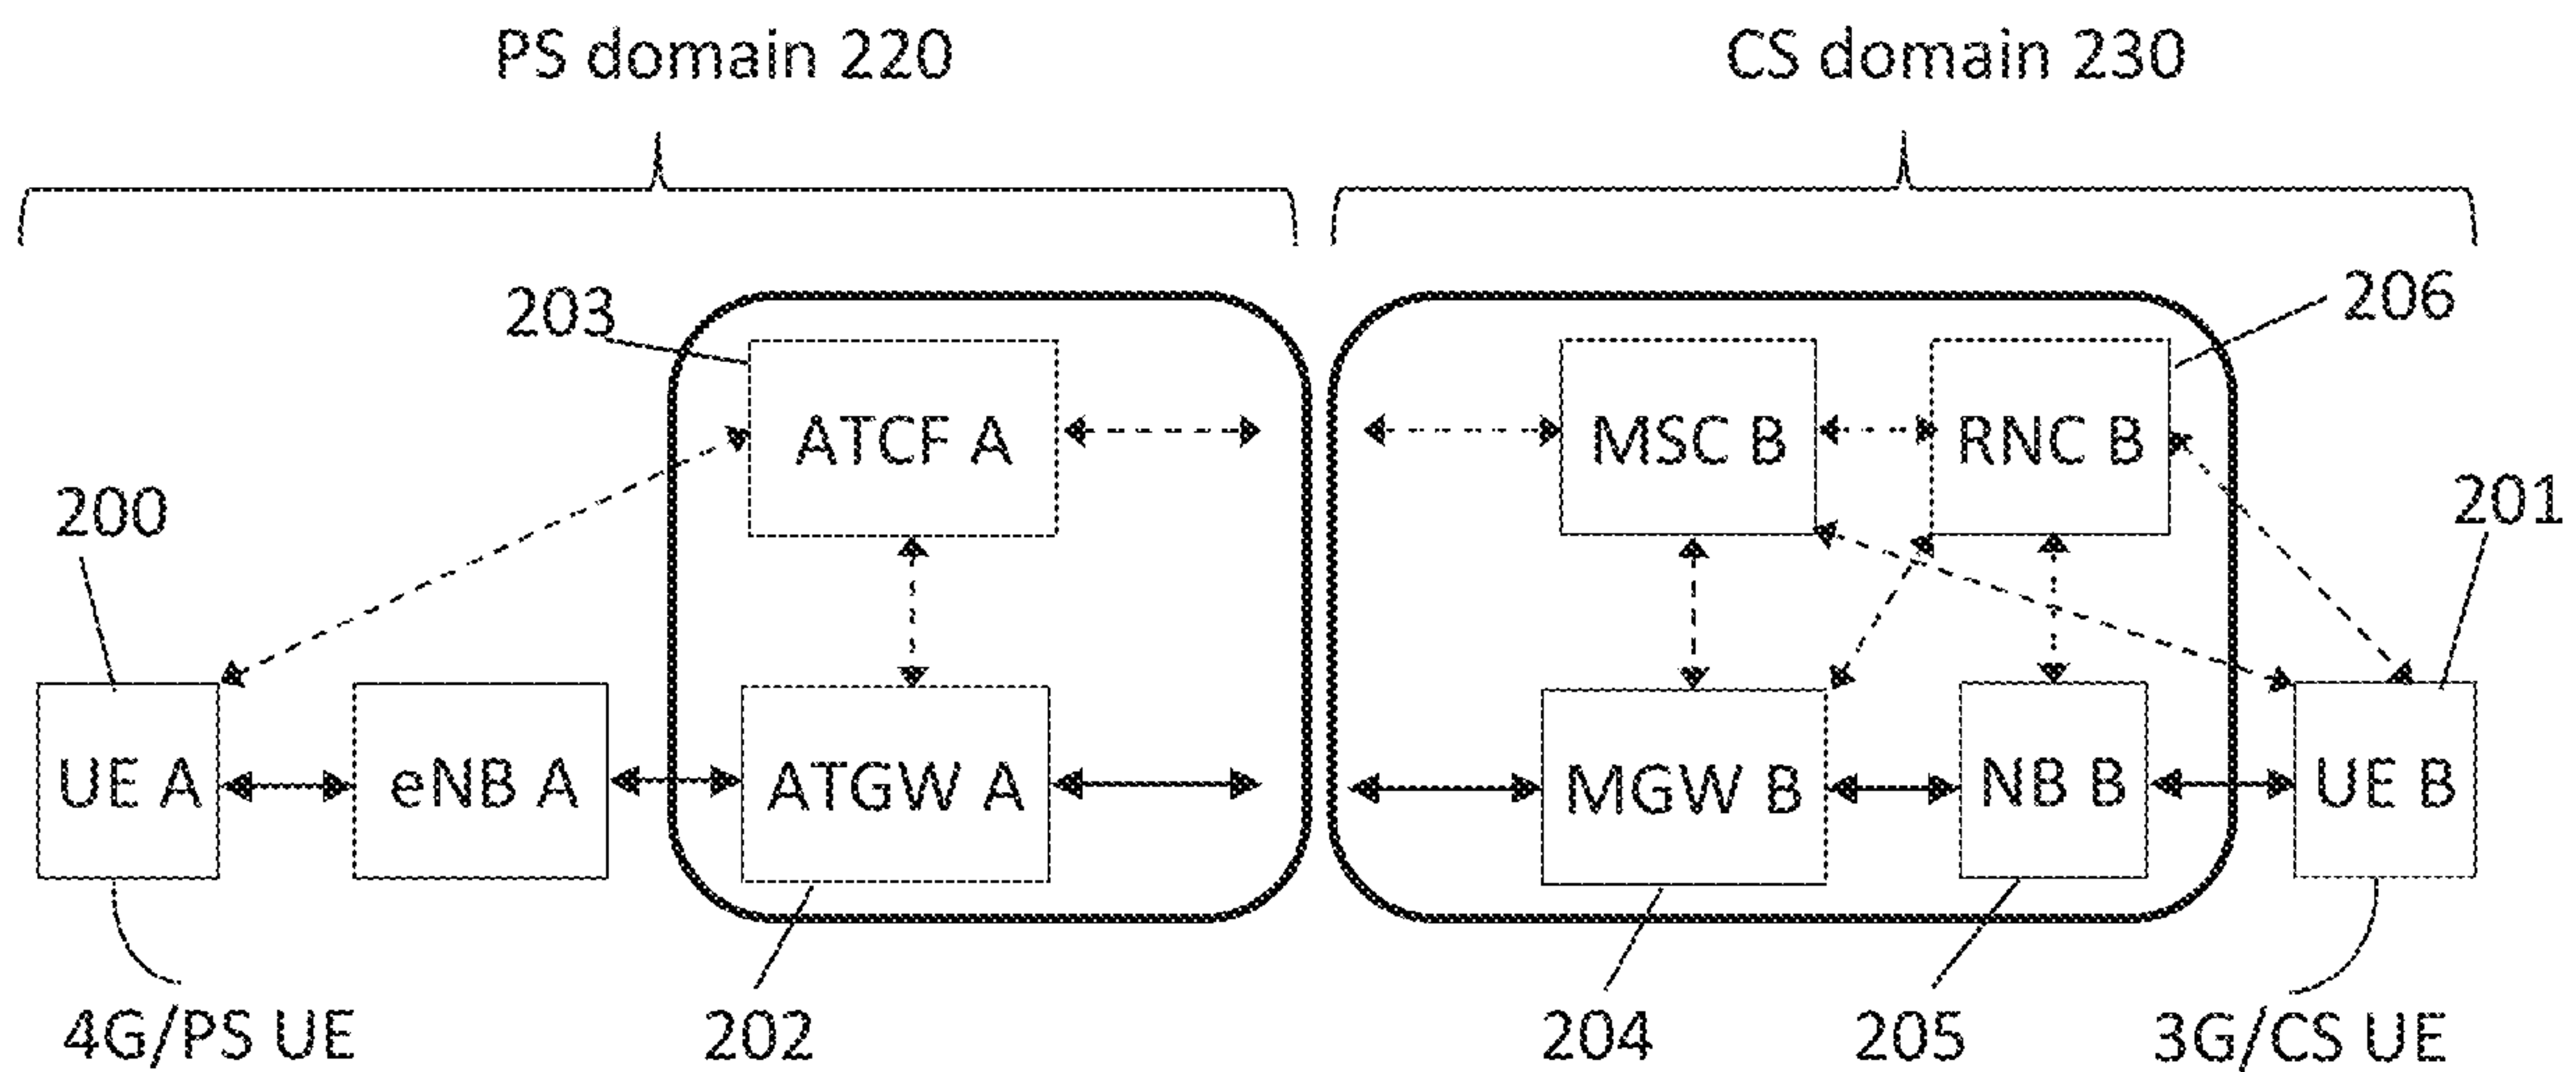 PS domain 220
CS domain 230
203
206
ATCF A
MSC B
RNC B
200
201
UE A
eNB A
ATGW A
MGW B
NB B
UE B
4G/PS UE
202
204
205
3G/CS UE